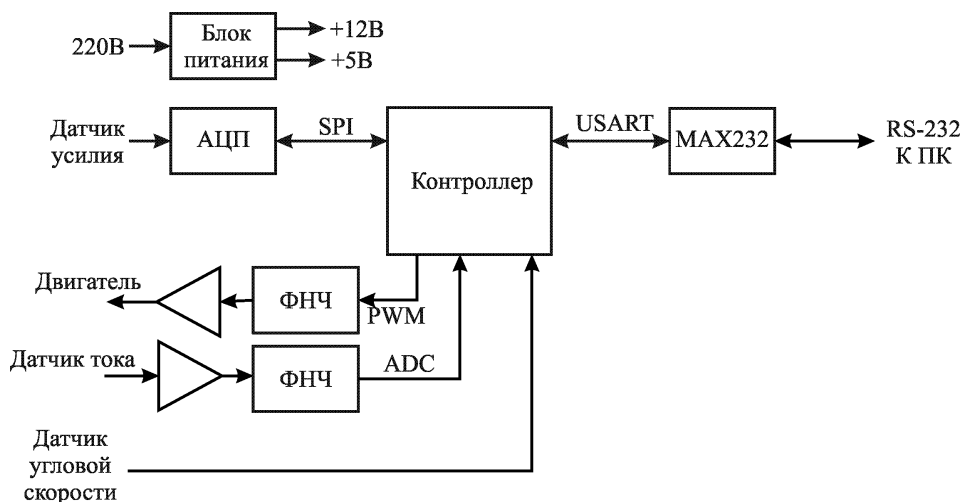 220В
Блок
питания
+12В
+5В
Датчик
усилия
АЦП
SPI
Контроллер
USART
MAX232
RS-232
К ПК
Двигатель
ФНЧ
PWM
Датчик тока
ФНЧ
ADC
Датчик
угловой
скорости